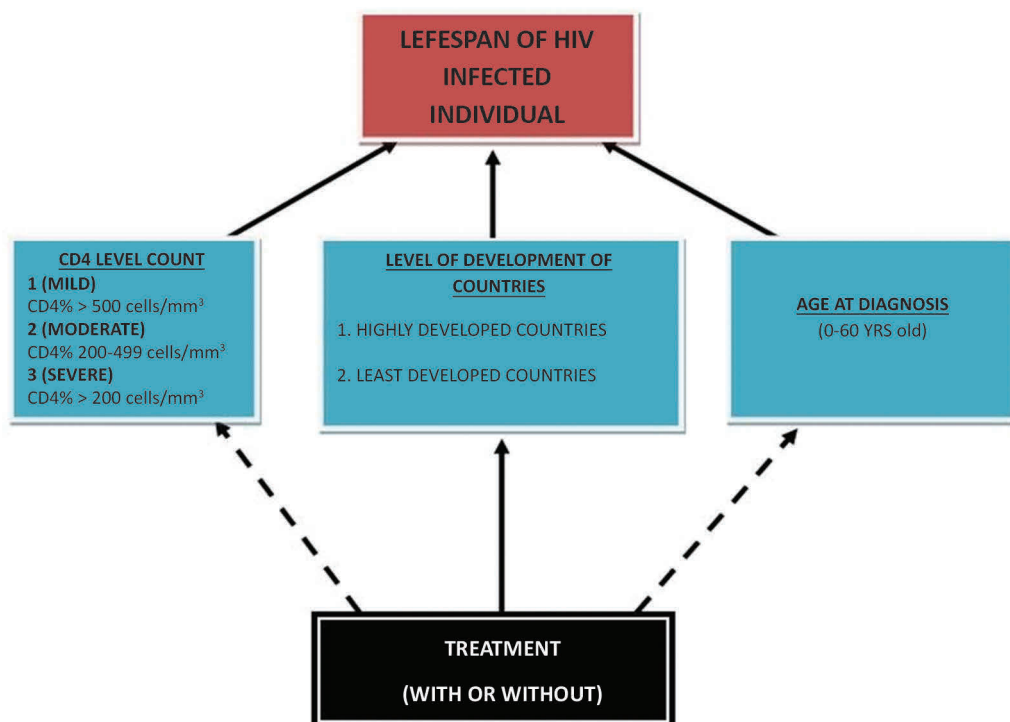 LEFESPAN OF HIV
INFECTED
INDIVIDUAL
CD4 LEVEL COUNT
1 (MILD)
CD4% > 500 cells/mm³
2 (MODERATE)
CD4% 200-499 cells/mm³
3 (SEVERE)
CD4% > 200 cells/mm³
LEVEL OF DEVELOPMENT OF
COUNTRIES
1. HIGHLY DEVELOPED COUNTRIES
2. LEAST DEVELOPED COUNTRIES
AGE AT DIAGNOSIS
(0-60 YRS old)
TREATMENT
(WITH OR WITHOUT)